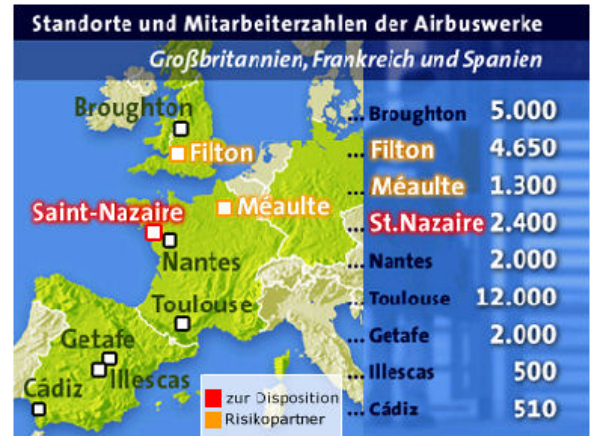 Standorte und Mitarbeiterzahlen der Airbuswerke
Großbritannien, Frankreich und Spanien
Broughton
Filton
Saint-Nazaire
Méaulte
Nantes
Toulouse
Getafe
Illescas
Cádiz
zur Disposition
Risikopartner
... Broughton 5.000
... Filton 4.650
... Méaulte 1.300
... St.Nazaire 2.400
... Nantes 2.000
... Toulouse 12.000
... Getafe 2.000
... Illescas 500
... Cádiz 510